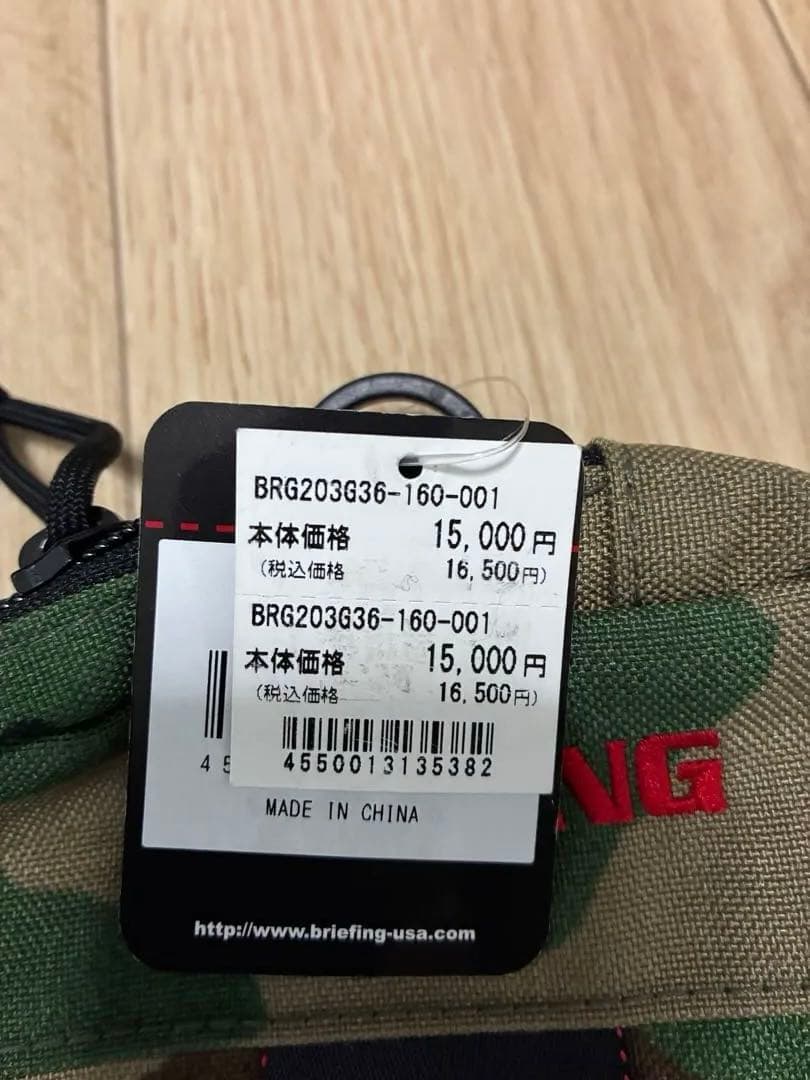 BRG203G36-160-001
本体価格 15,000円
(税込価格 16,500円)
BRG203G36-160-001
本体価格 15,000円
(税込価格 16,500円)
4550013135382
45
MADE IN CHINA
NG
http://www.briefing-usa.com